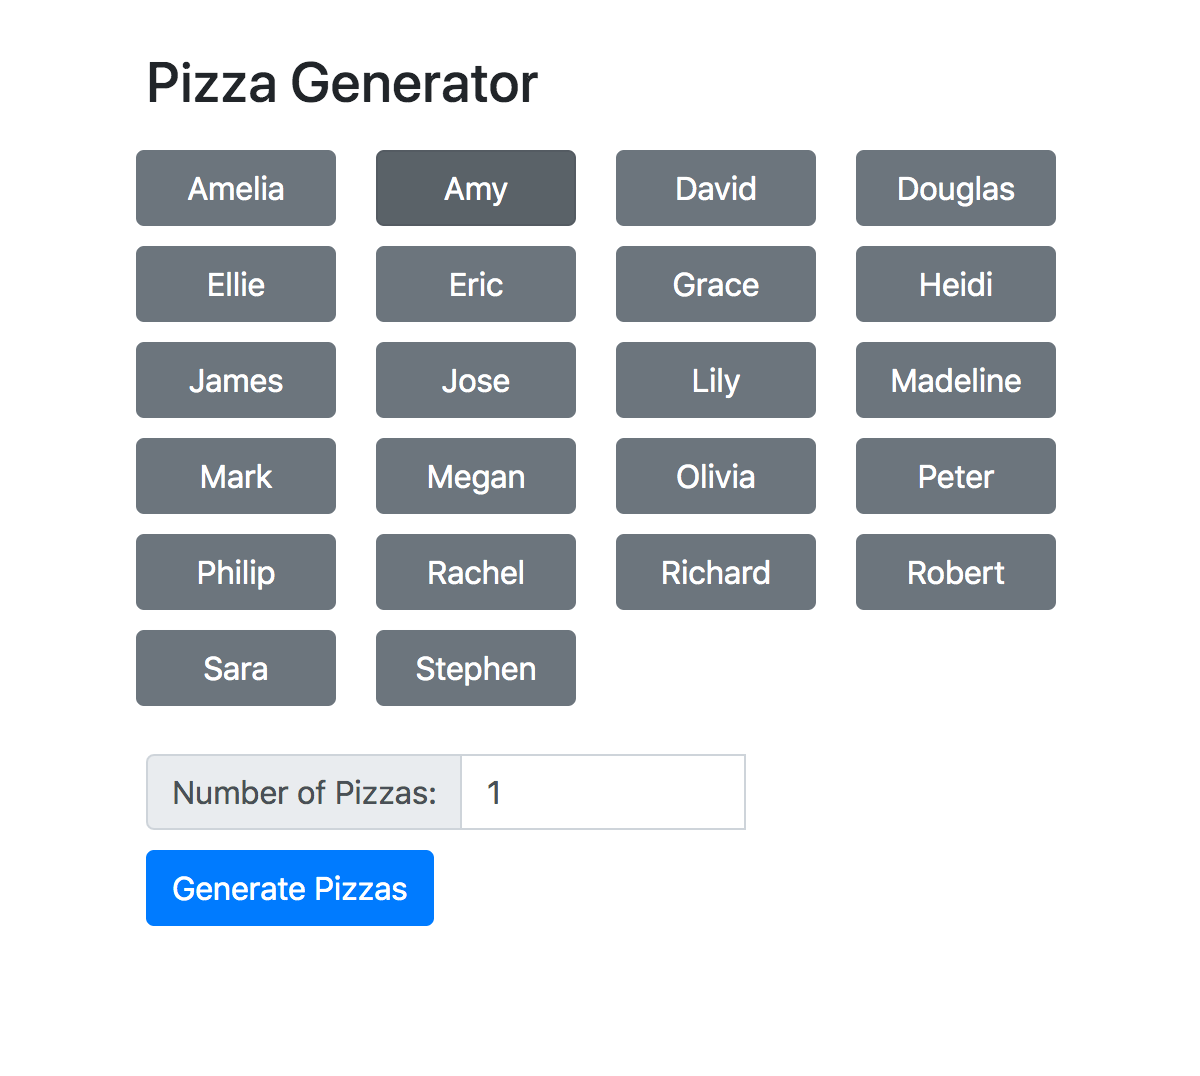 Pizza Generator
Amelia Amy David Douglas
Ellie Eric Grace Heidi
James Jose Lily Madeline
Mark Megan Olivia Peter
Philip Rachel Richard Robert
Sara Stephen
Number of Pizzas: 1
Generate Pizzas